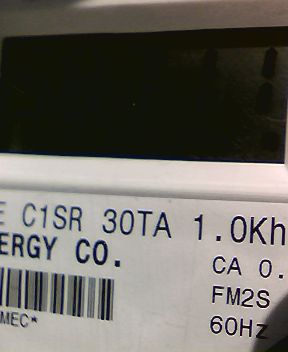 E C1SR 30TA 1.0Kh
ERGY CO.
CA 0.
FM2S
MEC*
60Hz